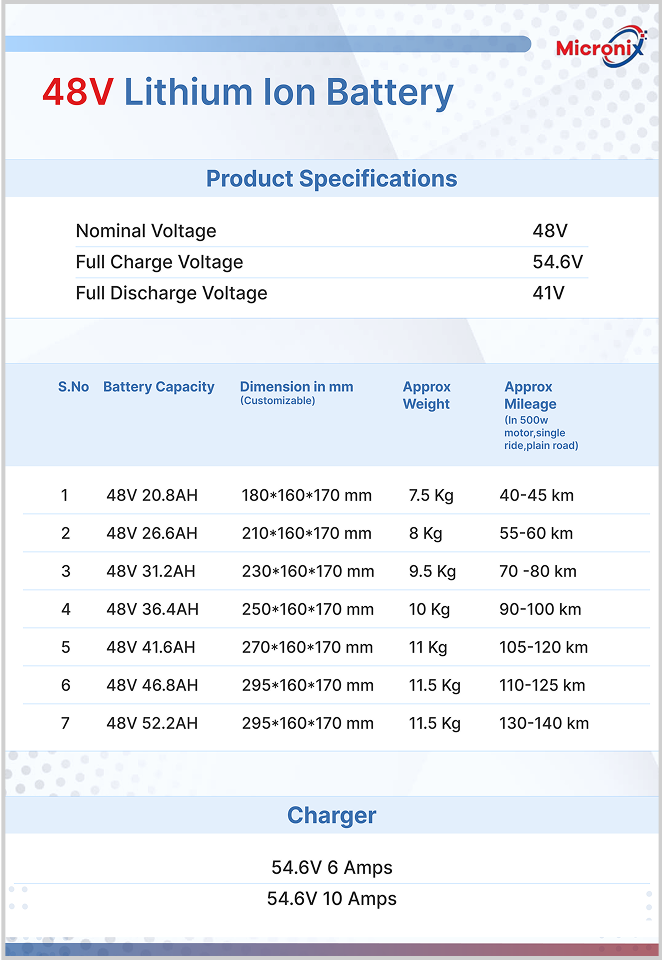 Micronix
48V Lithium Ion Battery
Product Specifications
Nominal Voltage 48V
Full Charge Voltage 54.6V
Full Discharge Voltage 41V
S.No Battery Capacity Dimension in mm Approx Approx
(Customizable) Weight Mileage
(In 500w
motor,single
ride,plain road)
1 48V 20.8AH 180*160*170 mm 7.5 Kg 40-45 km
2 48V 26.6AH 210*160*170 mm 8 Kg 55-60 km
3 48V 31.2AH 230*160*170 mm 9.5 Kg 70 -80 km
4 48V 36.4AH 250*160*170 mm 10 Kg 90-100 km
5 48V 41.6AH 270*160*170 mm 11 Kg 105-120 km
6 48V 46.8AH 295*160*170 mm 11.5 Kg 110-125 km
7 48V 52.2AH 295*160*170 mm 11.5 Kg 130-140 km
Charger
54.6V 6 Amps
54.6V 10 Amps